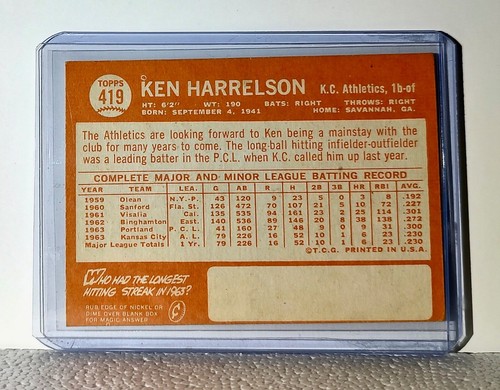 TOPPS
419
KEN HARRELSON K.C. Athletics, 1b-of
HT: 6'2" WT: 190 BATS: RIGHT THROWS: RIGHT
BORN: SEPTEMBER 4, 1941 HOME: SAVANNAH, GA.
The Athletics are looking forward to Ken being a mainstay with the
club for many years to come. The long-ball hitting infielder-outfielder
was a leading batter in the P.C.L. when K.C. called him up last year.
COMPLETE MAJOR AND MINOR LEAGUE BATTING RECORD
YEAR TEAM LEA. G AB R H 2B 3B HR RBI AVG.
1959 Olean N.Y.-P. 43 120 9 23 5 0 3 8 .192
1960 Sanford Fla. St. 126 472 70 107 21 5 10 72 .227
1961 Visalia Cal. 135 535 94 161 23 2 25 114 .301
1962 Binghamton East. 140 536 89 146 20 8 38 138 .272
1963 Portland P.C.L. 41 160 27 48 9 0 9 31 .300
1963 Kansas City A.L. 79 226 16 52 10 1 6 23 .230
Major League Totals 1 Yr. 79 226 16 52 10 1 6 23 .230
©T.C.G. PRINTED IN U.S.A.
WHO HAD THE LONGEST
HITTING STREAK IN 1963?
RUB EDGE OF NICKEL OR
DIME OVER BLANK BOX
FOR MAGIC ANSWER